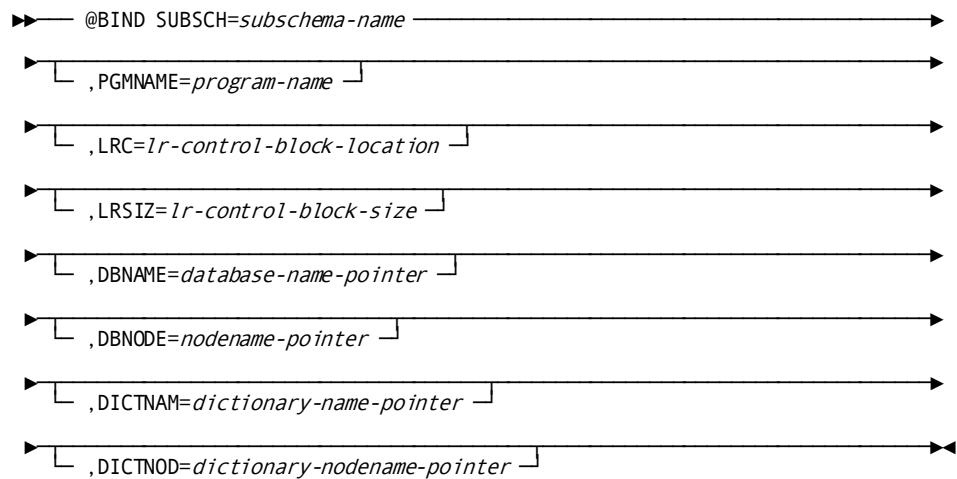 @BIND SUBSCH=subschema-name
,PGMNAME=program-name
,LRC=lr-control-block-location
,LRSIZ=lr-control-block-size
,DBNAME=database-name-pointer
,DBNODE=nodename-pointer
,DICTNAM=dictionary-name-pointer
,DICTNOD=dictionary-nodename-pointer